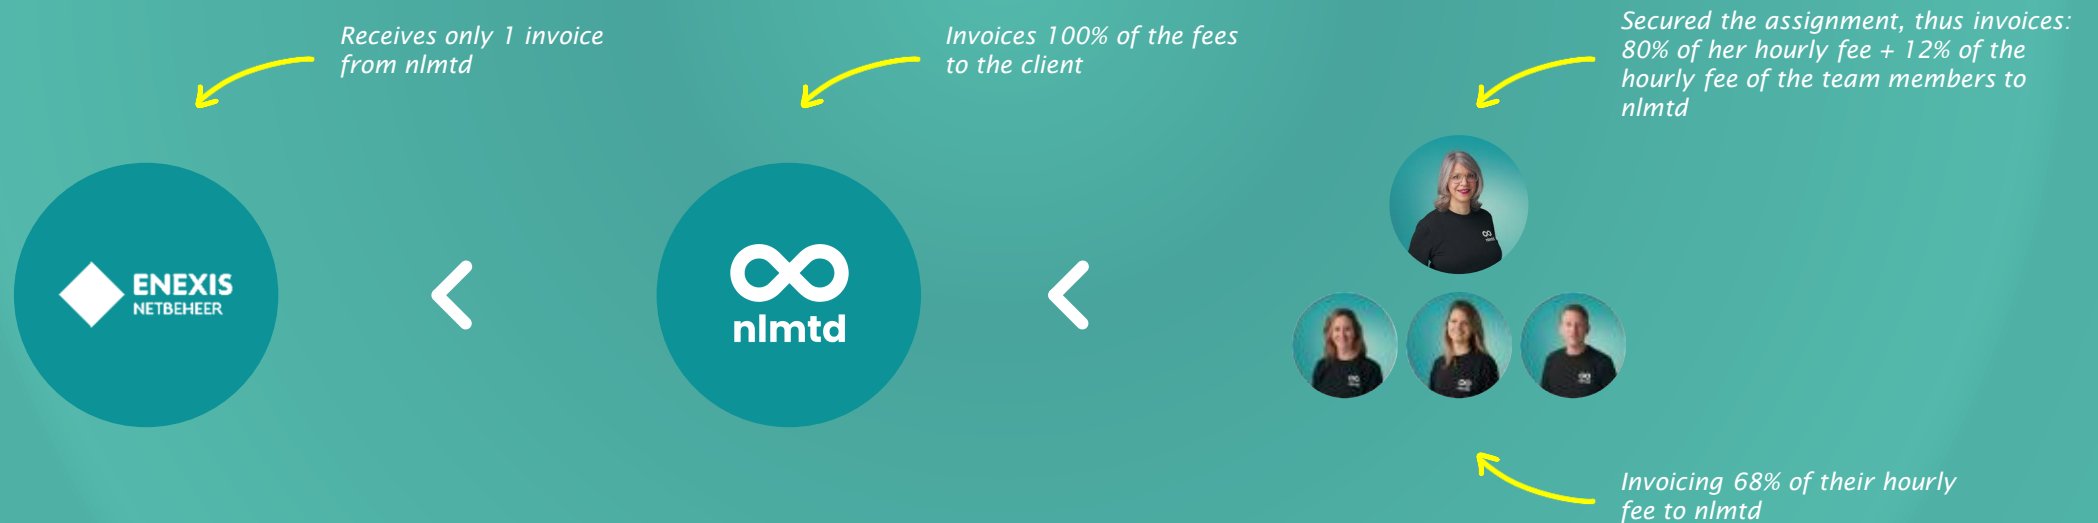 Receives only 1 invoice
from nlmtd
Invoices 100% of the fees
to the client
Secured the assignment, thus invoices:
80% of her hourly fee + 12% of the
hourly fee of the team members to
nlmtd
ENEXIS
NETBEHEER
nlmtd
Invoicing 68% of their hourly
fee to nlmtd